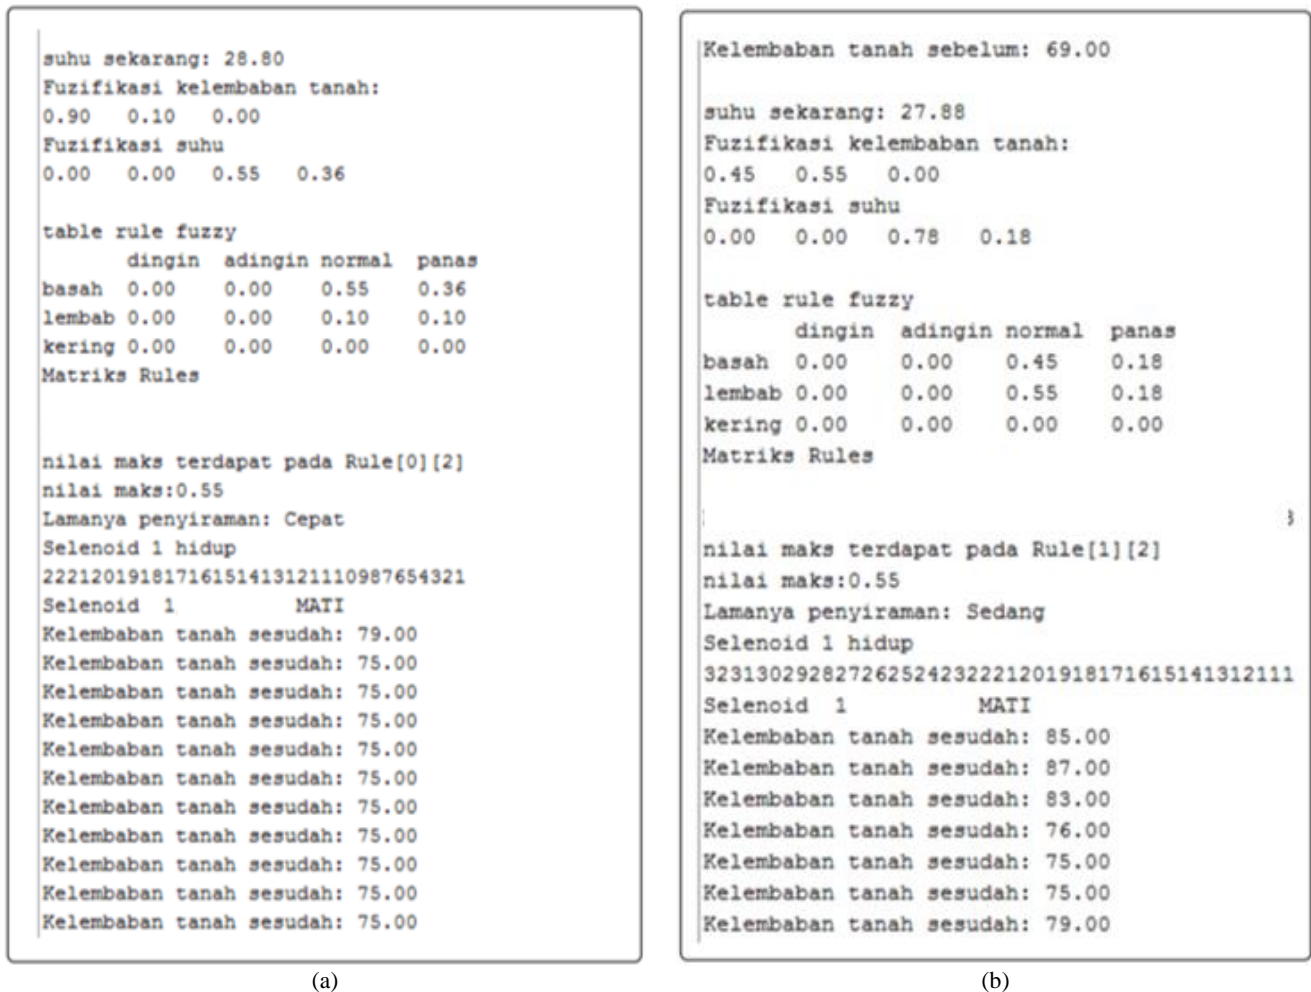 suhu sekarang: 28.80
Fuzifikasi kelembaban tanah:
0.90 0.10 0.00
Fuzifikasi suhu
0.00 0.00 0.55 0.36
table rule fuzzy
dingin adingin normal panas
basah 0.00 0.00 0.55 0.36
lembab 0.00 0.00 0.10 0.10
kering 0.00 0.00 0.00 0.00
Matriks Rules
nilai maks terdapat pada Rule[0][2]
nilai maks:0.55
Lamanya penyiraman: Cepat
Selenoid 1 hidup
22212019181716151413121110987654321
Selenoid 1 MATI
Kelembaban tanah sesudah: 79.00
Kelembaban tanah sesudah: 75.00
Kelembaban tanah sesudah: 75.00
Kelembaban tanah sesudah: 75.00
Kelembaban tanah sesudah: 75.00
Kelembaban tanah sesudah: 75.00
Kelembaban tanah sesudah: 75.00
Kelembaban tanah sesudah: 75.00
Kelembaban tanah sesudah: 75.00
Kelembaban tanah sesudah: 75.00
Kelembaban tanah sesudah: 75.00
(a)
Kelembaban tanah sebelum: 69.00
suhu sekarang: 27.88
Fuzifikasi kelembaban tanah:
0.45 0.55 0.00
Fuzifikasi suhu
0.00 0.00 0.78 0.18
table rule fuzzy
dingin adingin normal panas
basah 0.00 0.00 0.45 0.18
lembab 0.00 0.00 0.55 0.18
kering 0.00 0.00 0.00 0.00
Matriks Rules
nilai maks terdapat pada Rule[1][2]
nilai maks:0.55
Lamanya penyiraman: Sedang
Selenoid 1 hidup
32313029282726252423222120191817161514131211​1
Selenoid 1 MATI
Kelembaban tanah sesudah: 85.00
Kelembaban tanah sesudah: 87.00
Kelembaban tanah sesudah: 83.00
Kelembaban tanah sesudah: 76.00
Kelembaban tanah sesudah: 75.00
Kelembaban tanah sesudah: 75.00
Kelembaban tanah sesudah: 79.00
(b)